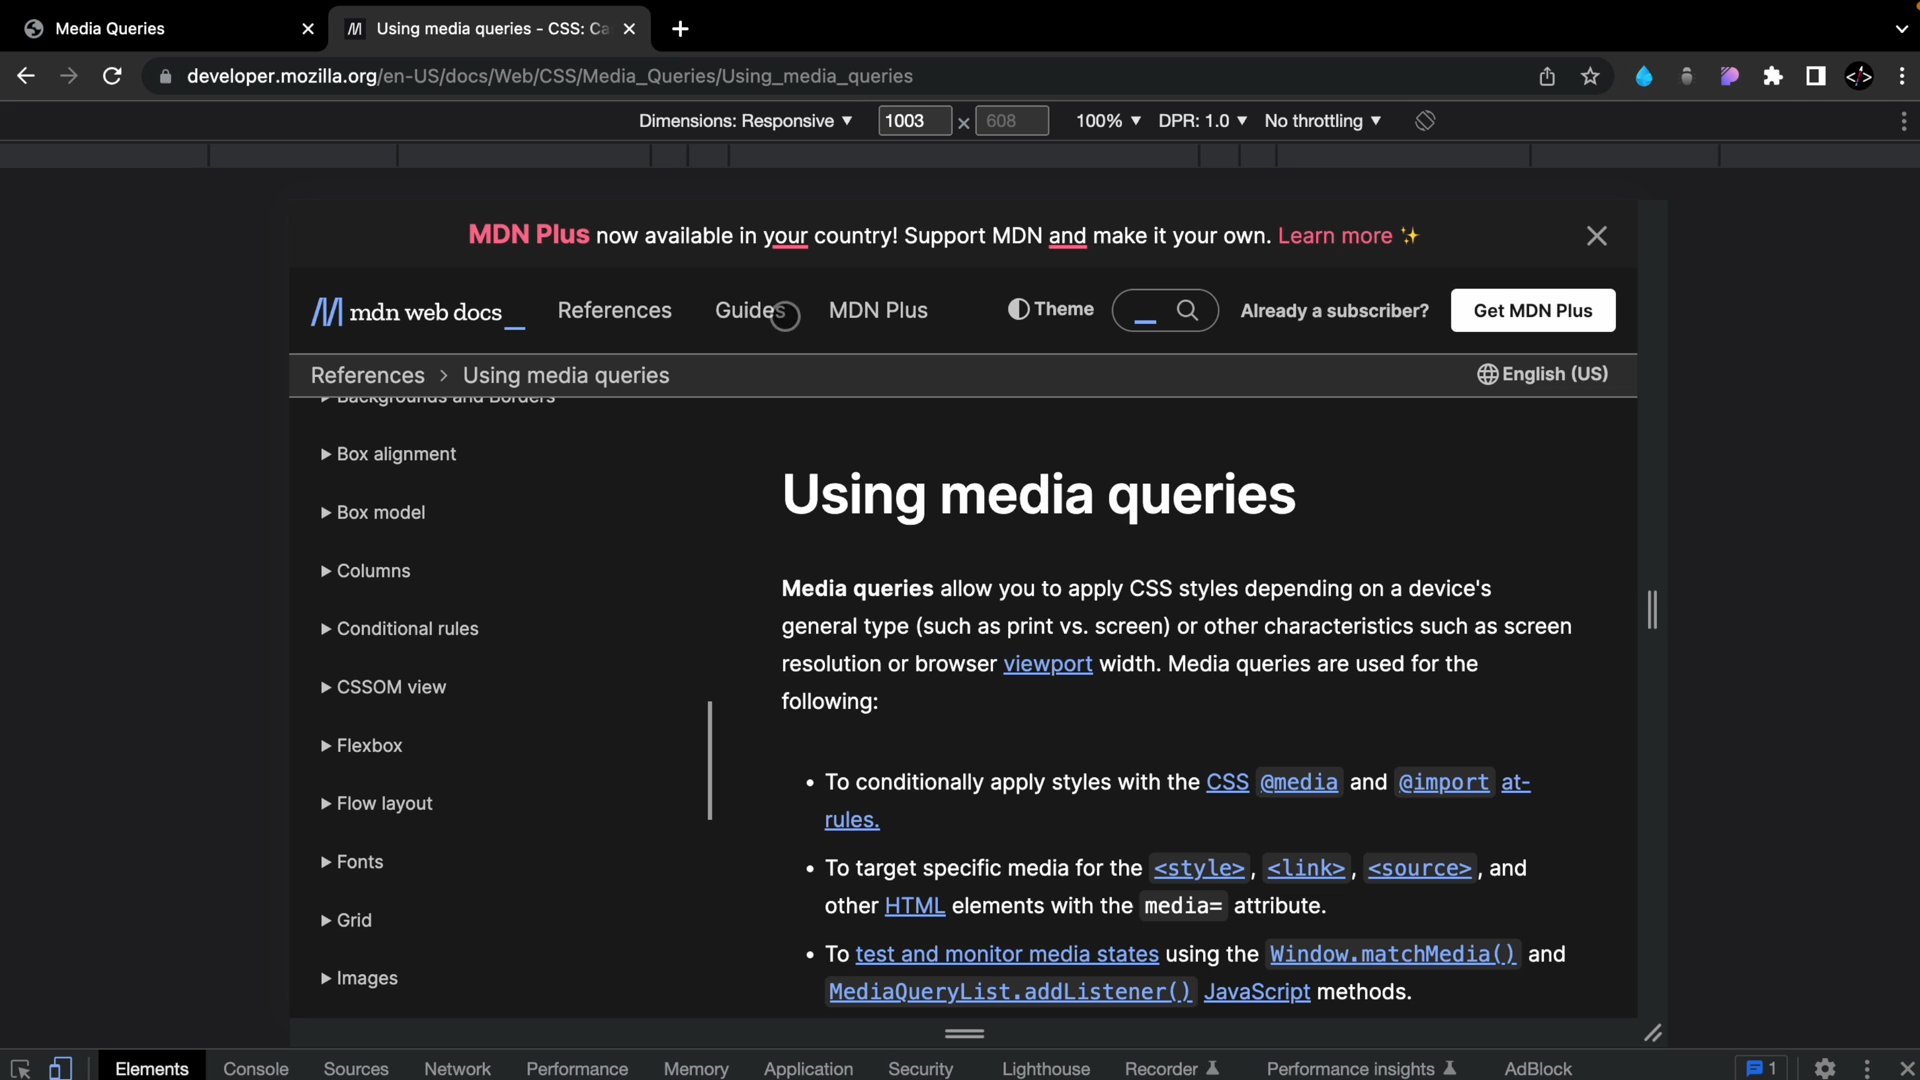 Media Queries
Using media queries - CSS: Ca
developer.mozilla.org/en-US/docs/Web/CSS/Media_Queries/Using_media_queries
Dimensions: Responsive ▼ 1003 × 608 100% ▼ DPR: 1.0 ▼ No throttling ▼
MDN Plus now available in your country! Support MDN and make it your own. Learn more ✨
mdn web docs_ References Guides MDN Plus Theme Already a subscriber? Get MDN Plus
References > Using media queries English (US)
Backgrounds and Borders
Box alignment
Box model
Columns
Conditional rules
CSSOM view
Flexbox
Flow layout
Fonts
Grid
Images
Using media queries
Media queries allow you to apply CSS styles depending on a device's
general type (such as print vs. screen) or other characteristics such as screen
resolution or browser viewport width. Media queries are used for the
following:
• To conditionally apply styles with the CSS @media and @import at-
rules.
• To target specific media for the <style>, <link>, <source>, and
other HTML elements with the media= attribute.
• To test and monitor media states using the Window.matchMedia() and
MediaQueryList.addListener() JavaScript methods.
Elements Console Sources Network Performance Memory Application Security Lighthouse Recorder Performance insights AdBlock 1